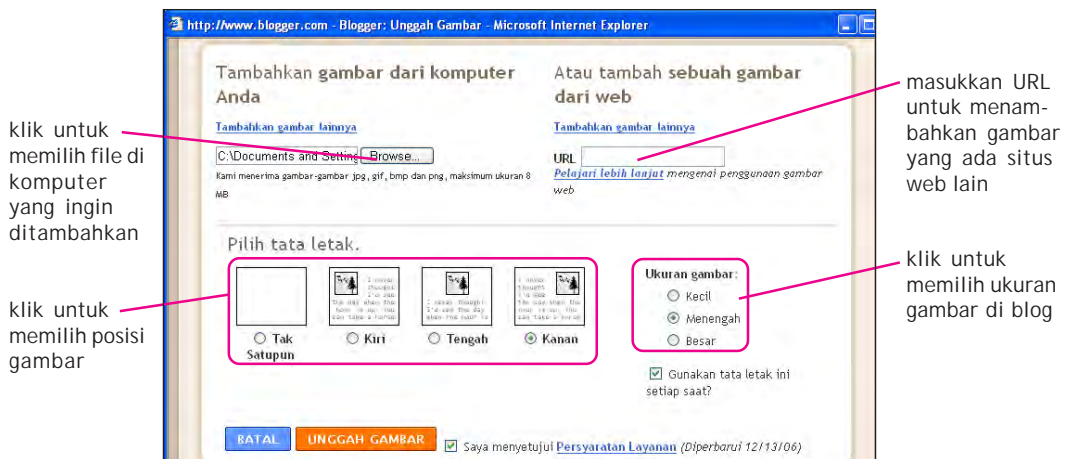 http://www.blogger.com - Blogger: Unggah Gambar - Microsoft Internet Explorer
Tambahkan gambar dari komputer
Anda
Tambahkan gambar lainnya
C:\Documents and Setting Browse...
Kami menerima gambar-gambar jpg, gif, bmp dan png, maksimum ukuran 8
MB
Atau tambah sebuah gambar
dari web
Tambahkan gambar lainnya
URL
Pelajari lebih lanjut mengenai penggunaan gambar
web
klik untuk
memilih file di
komputer
yang ingin
ditambahkan
masukkan URL
untuk menam-
bahkan gambar
yang ada situs
web lain
Pilih tata letak.
Tak
Satupun
Kiri
Tengah
Kanan
klik untuk
memilih posisi
gambar
Ukuran gambar:
Kecil
Menengah
Besar
Gunakan tata letak ini
setiap saat?
klik untuk
memilih ukuran
gambar di blog
BATAL
UNGGAH GAMBAR
Saya menyetujui Persyaratan Layanan (Diperbarui 12/13/06)